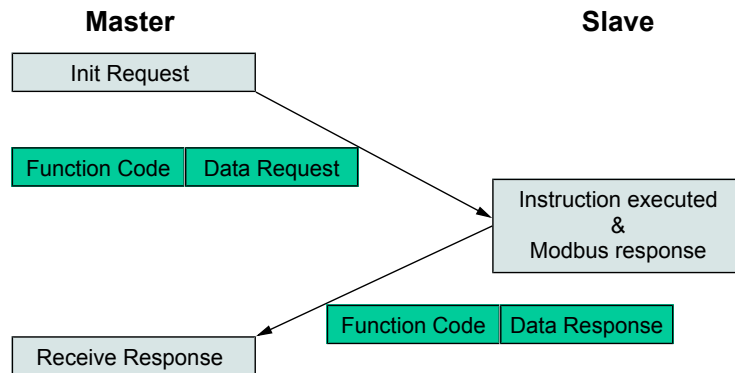 Master
Slave
Init Request
Function Code
Data Request
Instruction executed
&
Modbus response
Function Code
Data Response
Receive Response